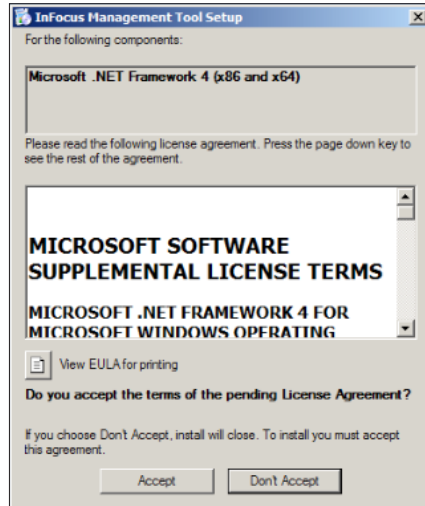 InFocus Management Tool Setup
For the following components:
Microsoft .NET Framework 4 (x86 and x64)
Please read the following license agreement. Press the page down key to
see the rest of the agreement.
MICROSOFT SOFTWARE
SUPPLEMENTAL LICENSE TERMS
MICROSOFT .NET FRAMEWORK 4 FOR
MICROSOFT WINDOWS OPERATING
View EULA for printing
Do you accept the terms of the pending License Agreement?
If you choose Don't Accept, install will close. To install you must accept
this agreement.
Accept
Don't Accept